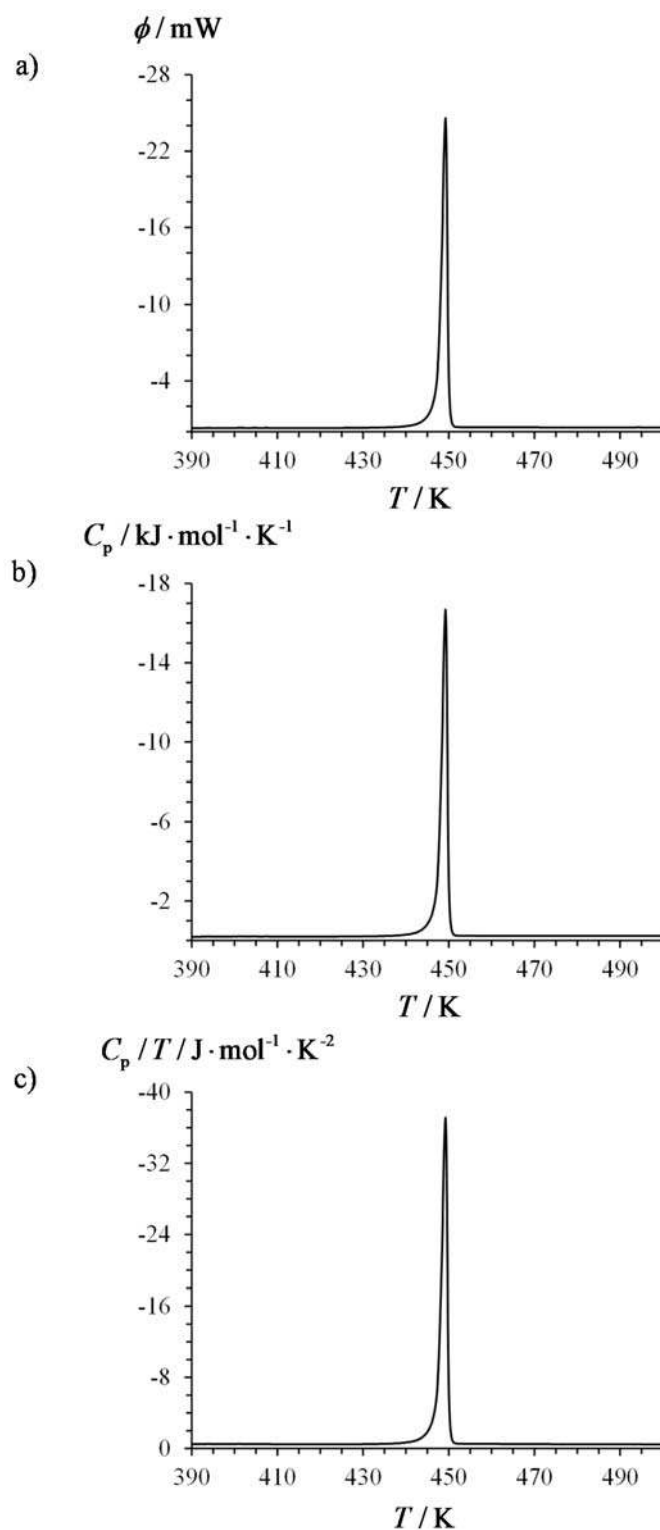 ϕ / mW
a)
-28
-22
-16
-10
-4
390 410 430 450 470 490
T / K
Cₚ / kJ · mol⁻¹ · K⁻¹
b)
-18
-14
-10
-6
-2
390 410 430 450 470 490
T / K
Cₚ / T / J · mol⁻¹ · K⁻²
c)
-40
-32
-24
-16
-8
0
390 410 430 450 470 490
T / K